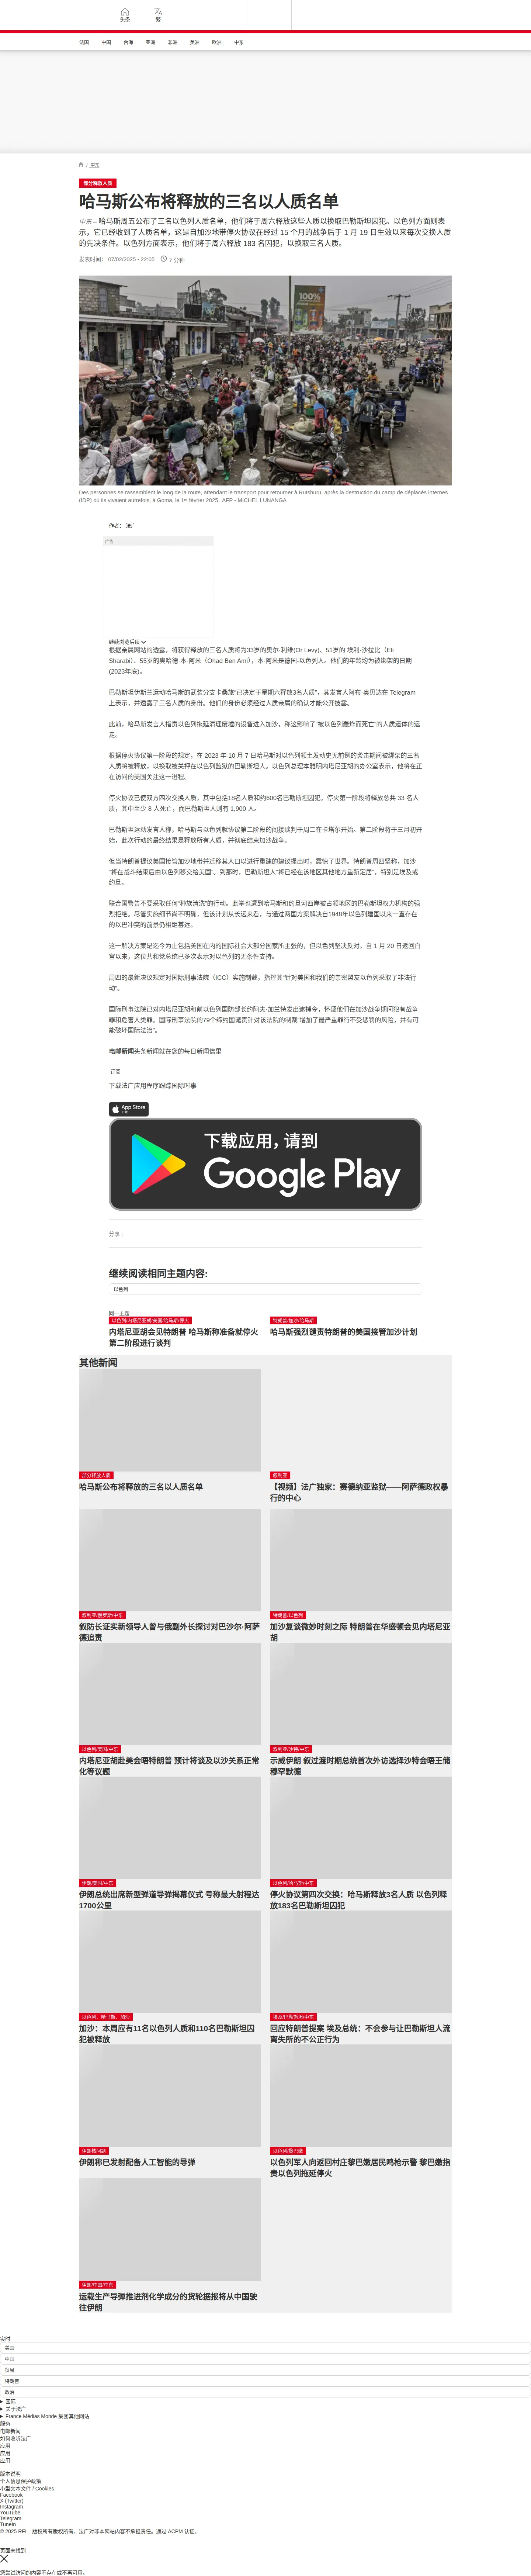 头条
繁
法国
中国
台海
亚洲
非洲
美洲
欧洲
中东
/ 中东
部分释放人质
哈马斯公布将释放的三名以人质名单
中东 – 哈马斯周五公布了三名以色列人质名单，他们将于周六释放这些人质以换取巴勒斯坦囚犯。以色列方面则表
示，它已经收到了人质名单，这是自加沙地带停火协议在经过 15 个月的战争后于 1 月 19 日生效以来每次交换人质
的先决条件。以色列方面表示，他们将于周六释放 183 名囚犯，以换取三名人质。
发表时间： 07/02/2025 - 22:05
7 分钟
Des personnes se rassemblent le long de la route, attendant le transport pour retourner à Rutshuru, après la destruction du camp de déplacés internes
(IDP) où ils vivaient autrefois, à Goma, le 1er février 2025. AFP - MICHEL LUNANGA
作者： 法广
广告
继续浏览后续
根据亲属网站的透露，将获得释放的三名人质将为33岁的奥尔·利维(Or Levy)、51岁的 埃利·沙拉比（Eli
Sharabi）、55岁的奥哈德·本·阿米（Ohad Ben Ami），本·阿米是德国-以色列人。他们的年龄均为被绑架的日期
(2023年底)。
巴勒斯坦伊斯兰运动哈马斯的武装分支卡桑旅“已决定于星期六释放3名人质”，其发言人阿布·奥贝达在 Telegram
上表示，并透露了三名人质的身份。他们的身份必须经过人质亲属的确认才能公开披露。
此前，哈马斯发言人指责以色列拖延清理废墟的设备进入加沙，称这影响了“被以色列轰炸而死亡”的人质遗体的运
走。
根据停火协议第一阶段的规定，在 2023 年 10 月 7 日哈马斯对以色列领土发动史无前例的袭击期间被绑架的三名
人质将被释放，以换取被关押在以色列监狱的巴勒斯坦人。以色列总理本雅明内塔尼亚胡的办公室表示，他将在正
在访问的美国关注这一进程。
停火协议已使双方四次交换人质，其中包括18名人质和约600名巴勒斯坦囚犯。停火第一阶段将释放总共 33 名人
质，其中至少 8 人死亡，而巴勒斯坦人则有 1,900 人。
巴勒斯坦运动发言人称，哈马斯与以色列就协议第二阶段的间接谈判于周二在卡塔尔开始。第二阶段将于三月初开
始，此次行动的最终结果是释放所有人质，并彻底结束加沙战争。
但当特朗普提议美国接管加沙地带并迁移其人口以进行重建的建议提出时，震惊了世界。特朗普周四坚称，加沙
“将在战斗结束后由以色列移交给美国”。到那时，巴勒斯坦人“将已经在该地区其他地方重新定居”，特别是埃及或
约旦。
联合国警告不要采取任何“种族清洗”的行动。此举也遭到哈马斯和约旦河西岸被占领地区的巴勒斯坦权力机构的强
烈拒绝。尽管实施细节尚不明确，但该计划从长远来看，与通过两国方案解决自1948年以色列建国以来一直存在
的以巴冲突的前景仍相距甚远。
这一解决方案是迄今为止包括美国在内的国际社会大部分国家所主张的，但以色列坚决反对。自 1 月 20 日返回白
宫以来，这位共和党总统已多次表示对以色列的无条件支持。
周四的最新决议规定对国际刑事法院（ICC）实施制裁，指控其“针对美国和我们的亲密盟友以色列采取了非法行
动”。
国际刑事法院已对内塔尼亚胡和前以色列国防部长约阿夫·加兰特发出逮捕令，怀疑他们在加沙战争期间犯有战争
罪和危害人类罪。国际刑事法院的79个缔约国谴责针对该法院的制裁“增加了最严重罪行不受惩罚的风险，并有可
能破坏国际法治”。
电邮新闻头条新闻就在您的每日新闻信里
订阅
下载法广应用程序跟踪国际时事
App Store
下载应用，请到
Google Play
分享 :
继续阅读相同主题内容:
以色列
同一主题
以色列/内塔尼亚胡/美国/哈马斯/停火
内塔尼亚胡会见特朗普 哈马斯称准备就停火
第二阶段进行谈判
特朗普/加沙/哈马斯
哈马斯强烈谴责特朗普的美国接管加沙计划
其他新闻
部分释放人质
哈马斯公布将释放的三名以人质名单
叙利亚
【视频】法广独家：赛德纳亚监狱——阿萨德政权暴
行的中心
叙利亚/俄罗斯/中东
叙防长证实新领导人曾与俄副外长探讨对巴沙尔·阿萨
德追责
特朗普/以色列
加沙复谈微妙时刻之际 特朗普在华盛顿会见内塔尼亚
胡
以色列/美国/中东
内塔尼亚胡赴美会晤特朗普 预计将谈及以沙关系正常
化等议题
叙利亚/沙特/中东
示威伊朗 叙过渡时期总统首次外访选择沙特会晤王储
穆罕默德
伊朗/美国/中东
伊朗总统出席新型弹道导弹揭幕仪式 号称最大射程达
1700公里
以色列/哈马斯/中东
停火协议第四次交换：哈马斯释放3名人质 以色列释
放183名巴勒斯坦囚犯
以色列、哈马斯、加沙
加沙：本周应有11名以色列人质和110名巴勒斯坦囚
犯被释放
埃及/巴勒斯坦/中东
回应特朗普提案 埃及总统：不会参与让巴勒斯坦人流
离失所的不公正行为
伊朗核问题
伊朗称已发射配备人工智能的导弹
以色列/黎巴嫩
以色列军人向返回村庄黎巴嫩居民鸣枪示警 黎巴嫩指
责以色列拖延停火
伊朗/中国/中东
运载生产导弹推进剂化学成分的货轮据报将从中国驶
往伊朗
实时
美国
中国
贸易
特朗普
政治
国际
关于法广
France Médias Monde 集团其他网站
服务
电邮新闻
如何收听法广
应用
应用
应用
版本说明
个人信息保护政策
小型文本文件 / Cookies
Facebook
X (Twitter)
Instagram
YouTube
Telegram
TuneIn
© 2025 RFI – 版权所有版权所有。法广对非本网站内容不承担责任。通过 ACPM 认证。
页面未找到
您尝试访问的内容不存在或不再可用。